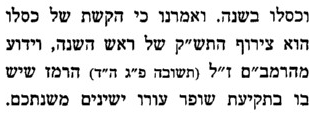 וכסלו בשנה. ואמרנו כי הקשת של כסלו
הוא צירוף התש״ק של ראש השנה, וידוע
מהרמב״ם ז״ל (תשובה פ״ג ה״ד) הרמז שיש
בו בתקיעת שופר עורו ישינים משנתכם.